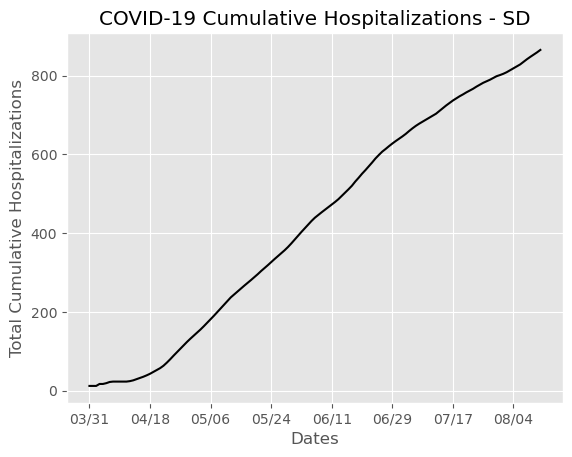 COVID-19 Cumulative Hospitalizations - SD
Total Cumulative Hospitalizations
800
600
400
200
0
03/31 04/18 05/06 05/24 06/11 06/29 07/17 08/04
Dates